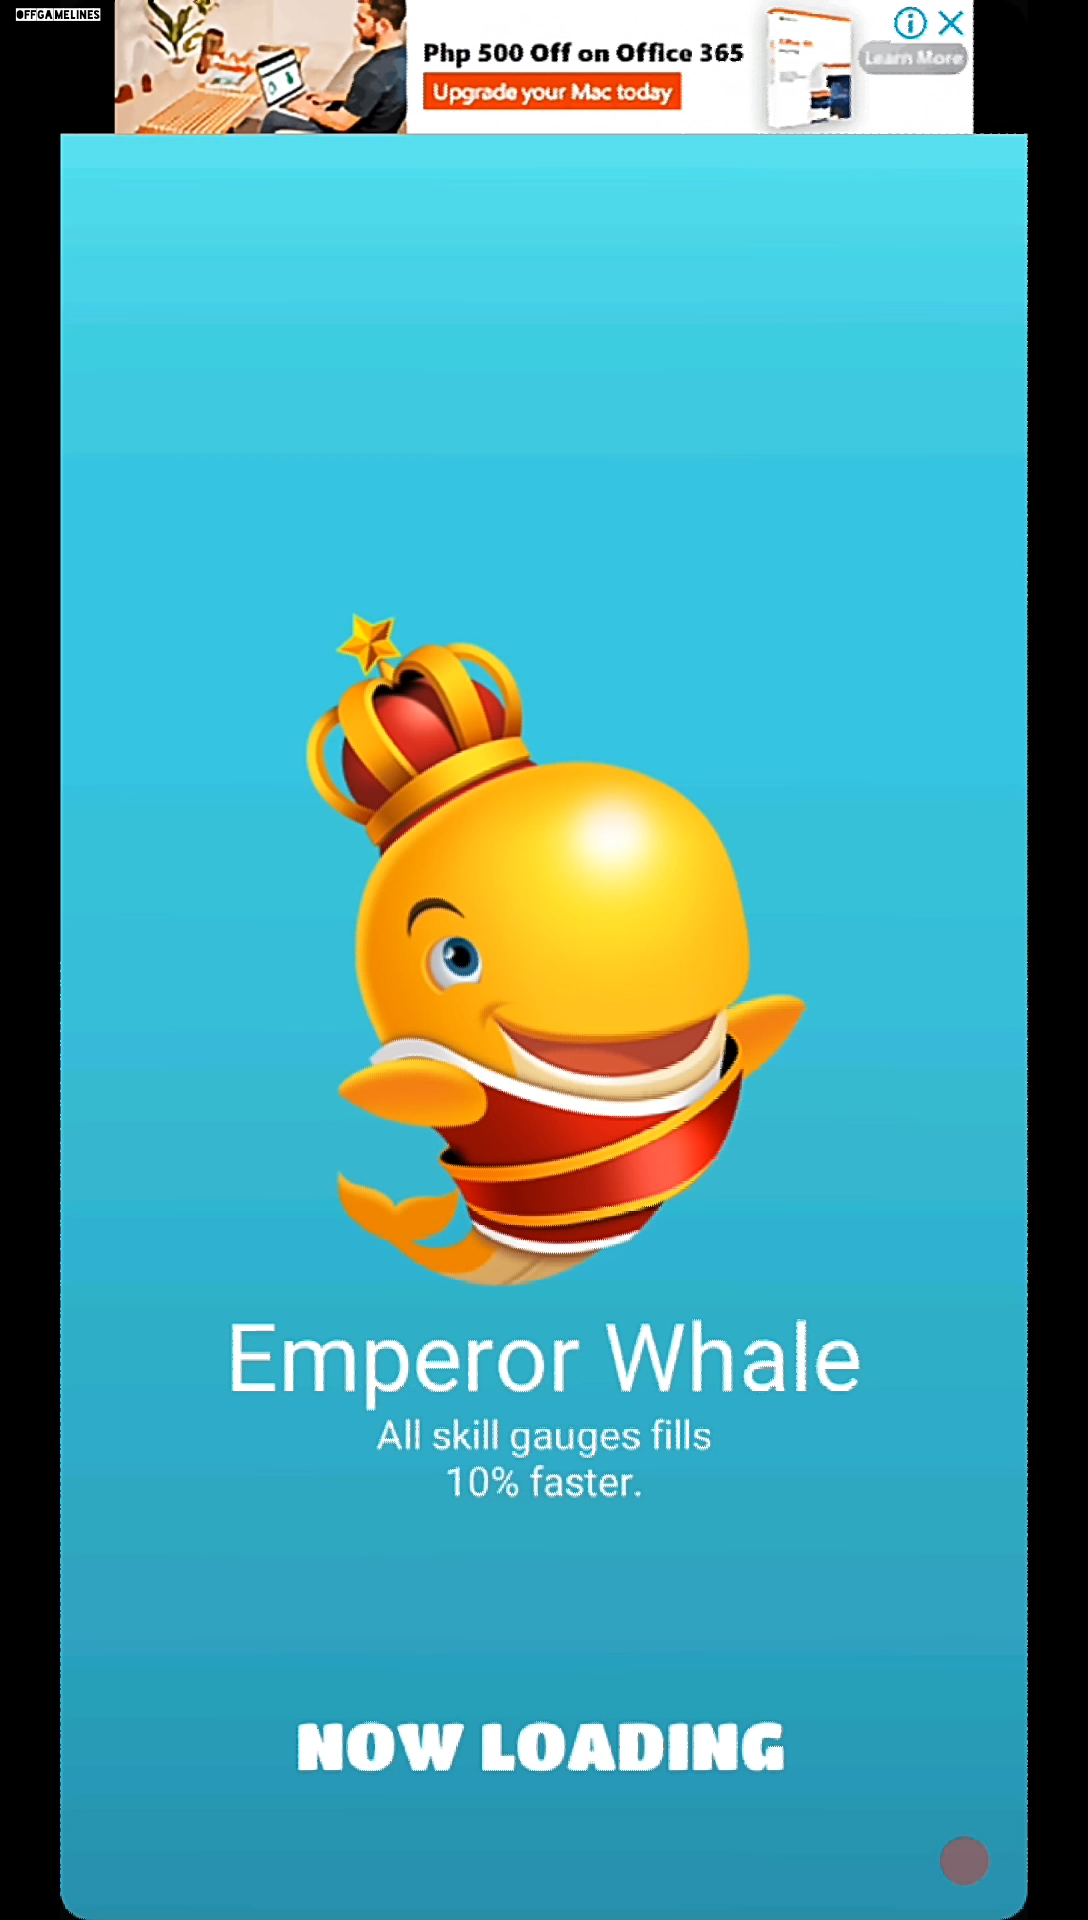 OFFGAMELINES
Php 500 Off on Office 365
Upgrade your Mac today
Learn More
Emperor Whale
All skill gauges fills
10% faster.
NOW LOADING